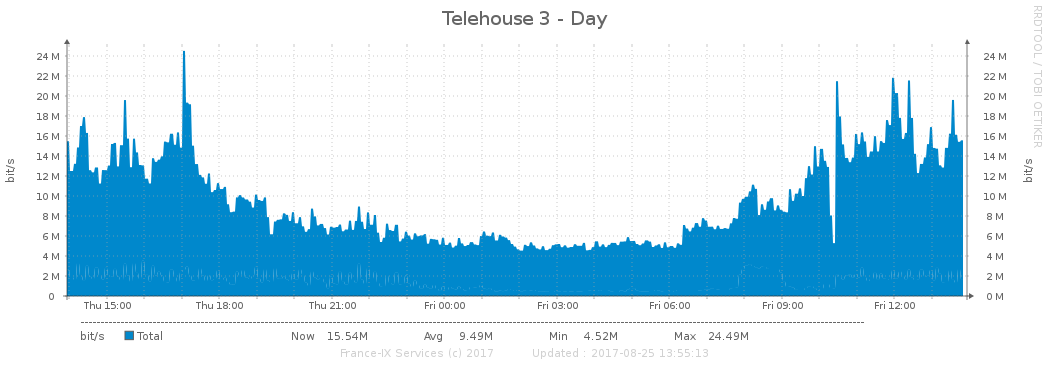 Telehouse 3 - Day
RRDTOOL / TOBI OETIKER
bit/s
24 M 24 M
22 M 22 M
20 M 20 M
18 M 18 M
16 M 16 M
14 M 14 M
12 M 12 M
10 M 10 M
8 M 8 M
6 M 6 M
4 M 4 M
2 M 2 M
0 0 M
bit/s
Thu 15:00 Thu 18:00 Thu 21:00 Fri 00:00 Fri 03:00 Fri 06:00 Fri 09:00 Fri 12:00
bit/s Total Now 15.54M Avg 9.49M Min 4.52M Max 24.49M
France-IX Services (c) 2017 Updated : 2017-08-25 13:55:13